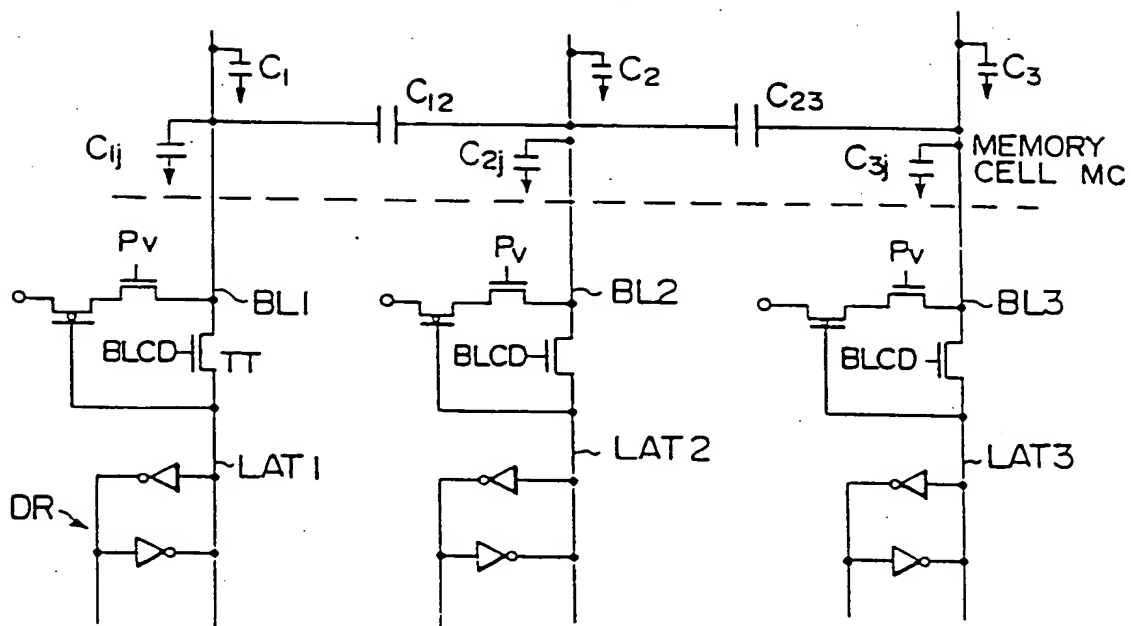 C1
C2
C3
C12
C23
C1j
C2j
C3j
MEMORY
CELL MC
Pv
Pv
Pv
BL1
BL2
BL3
BLCD
TT
BLCD
BLCD
LAT1
LAT2
LAT3
DR